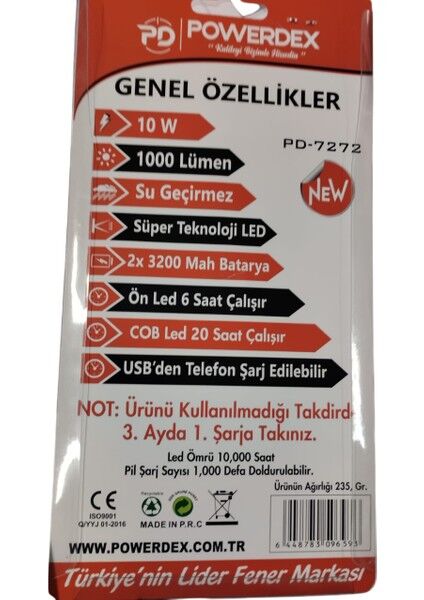 PD POWERDEX
" Kaliteyi Bizimle Hissedin "
GENEL ÖZELLİKLER
10 W
PD-7272
1000 Lümen
NEW
Su Geçirmez
Süper Teknoloji LED
2x 3200 Mah Batarya
Ön Led 6 Saat Çalışır
COB Led 20 Saat Çalışır
USB'den Telefon Şarj Edilebilir
NOT: Ürünü Kullanılmadığı Takdird
3. Ayda 1. Şarja Takınız.
Led Ömrü 10,000 Saat
Pil Şarj Sayısı 1,000 Defa Doldurulabilir.
Ürünün Ağırlığı 235, Gr.
CE
ISO9001
Q/YYJ 01-2016
MADE IN P.R.C
6 448783 096593
WWW.POWERDEX.COM.TR
Türkiye'nin Lider Fener Markası